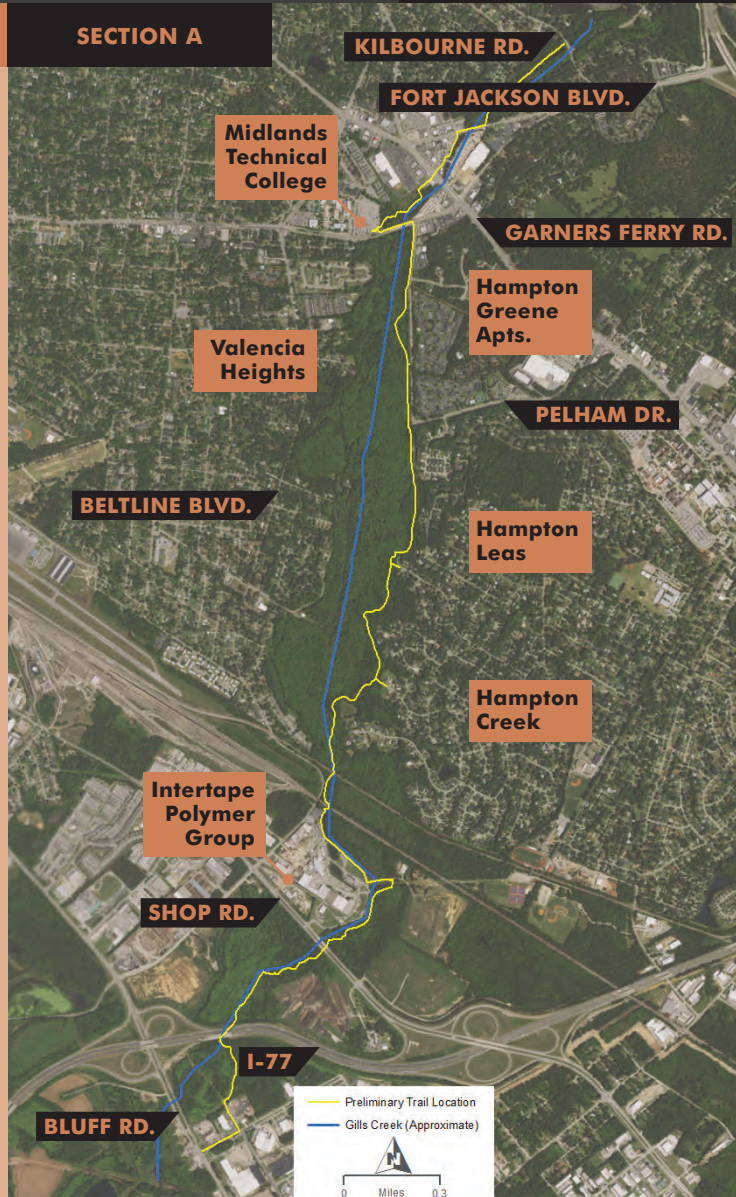 SECTION A
KILBOURNE RD.
FORT JACKSON BLVD.
Midlands
Technical
College
GARNERS FERRY RD.
Hampton
Greene
Apts.
Valencia
Heights
PELHAM DR.
BELTLINE BLVD.
Hampton
Leas
Hampton
Creek
Intertape
Polymer
Group
SHOP RD.
I-77
BLUFF RD.
Preliminary Trail Location
Gills Creek (Approximate)
N
0 Miles 0.3